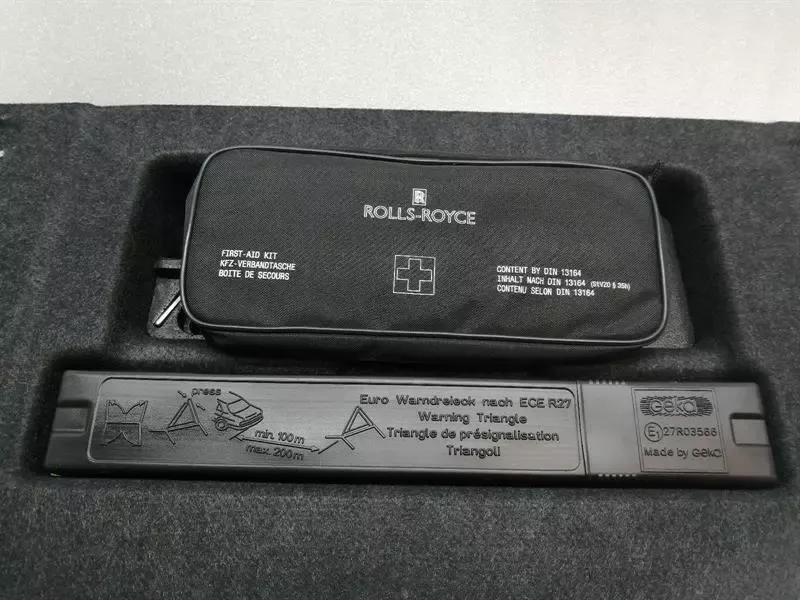 R
ROLLS-ROYCE
FIRST-AID KIT
KFZ-VERBANDTASCHE
BOITE DE SECOURS
CONTENT BY DIN 13164
INHALT NACH DIN 13164 (StVZO § 35h)
CONTENU SELON DIN 13164
press
min. 100m
max. 200m
Euro Warndreieck nach ECE R27
Warning Triangle
Triangle de présignalisation
Triangoli
GEKO
E1 27R03566
Made by GEKO